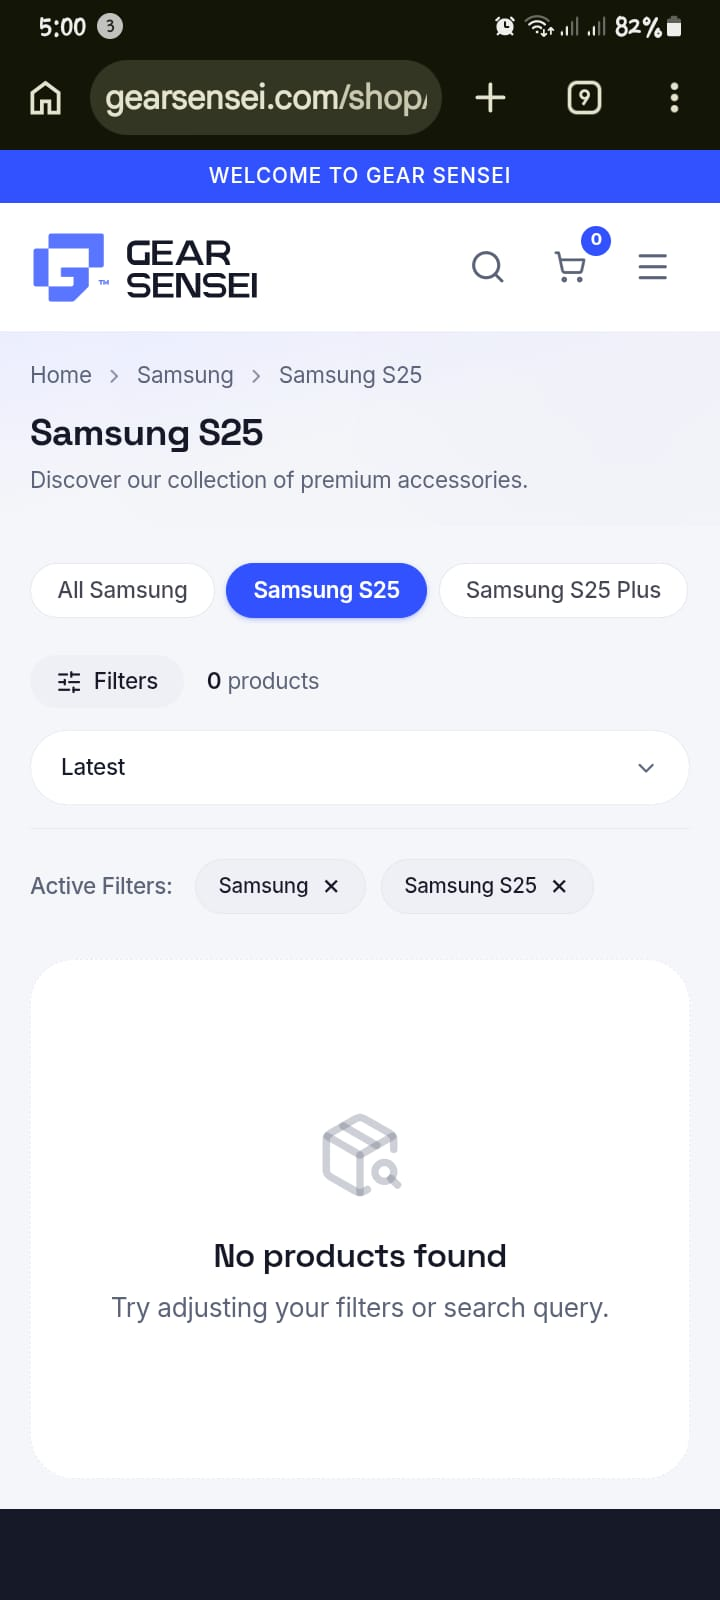 5:00 3 82%
gearsensei.com/shop/ 9
WELCOME TO GEAR SENSEI
GEAR
SENSEI
TM
0
Home > Samsung > Samsung S25
Samsung S25
Discover our collection of premium accessories.
All Samsung Samsung S25 Samsung S25 Plus
Filters 0 products
Latest
Active Filters: Samsung × Samsung S25 ×
No products found
Try adjusting your filters or search query.